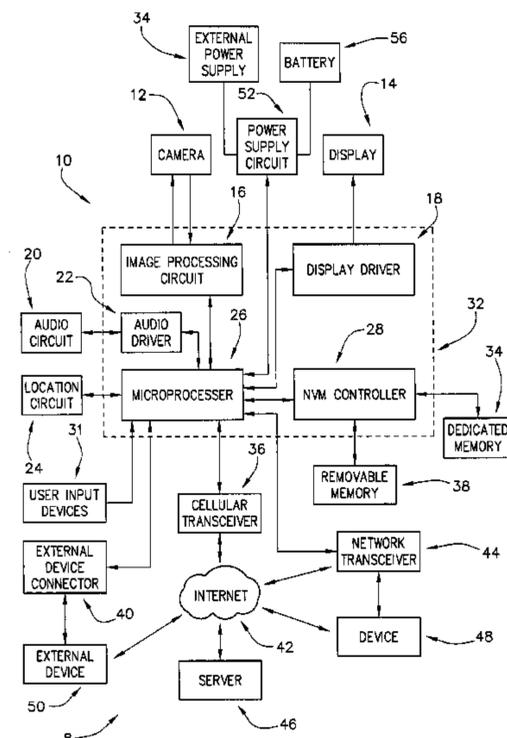 34
EXTERNAL
POWER
SUPPLY
BATTERY
56
12
52
14
CAMERA
POWER
SUPPLY
CIRCUIT
DISPLAY
10
16
18
IMAGE PROCESSING
CIRCUIT
DISPLAY DRIVER
20
22
AUDIO
CIRCUIT
AUDIO
DRIVER
26
28
32
LOCATION
CIRCUIT
MICROPROCESSER
NVM CONTROLLER
34
24
31
DEDICATED
MEMORY
USER INPUT
DEVICES
36
REMOVABLE
MEMORY
38
CELLULAR
TRANSCEIVER
EXTERNAL
DEVICE
CONNECTOR
NETWORK
TRANSCEIVER
44
40
INTERNET
42
DEVICE
48
EXTERNAL
DEVICE
50
SERVER
46
8